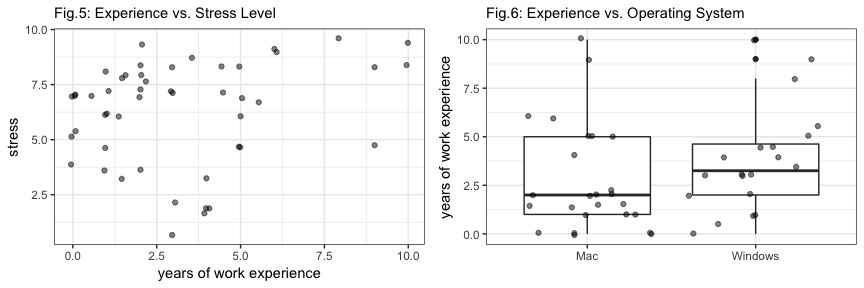 Fig.5: Experience vs. Stress Level
10.0
7.5
5.0
2.5
stress
0.0 2.5 5.0 7.5 10.0
years of work experience
Fig.6: Experience vs. Operating System
10.0
7.5
5.0
2.5
0.0
years of work experience
Mac Windows